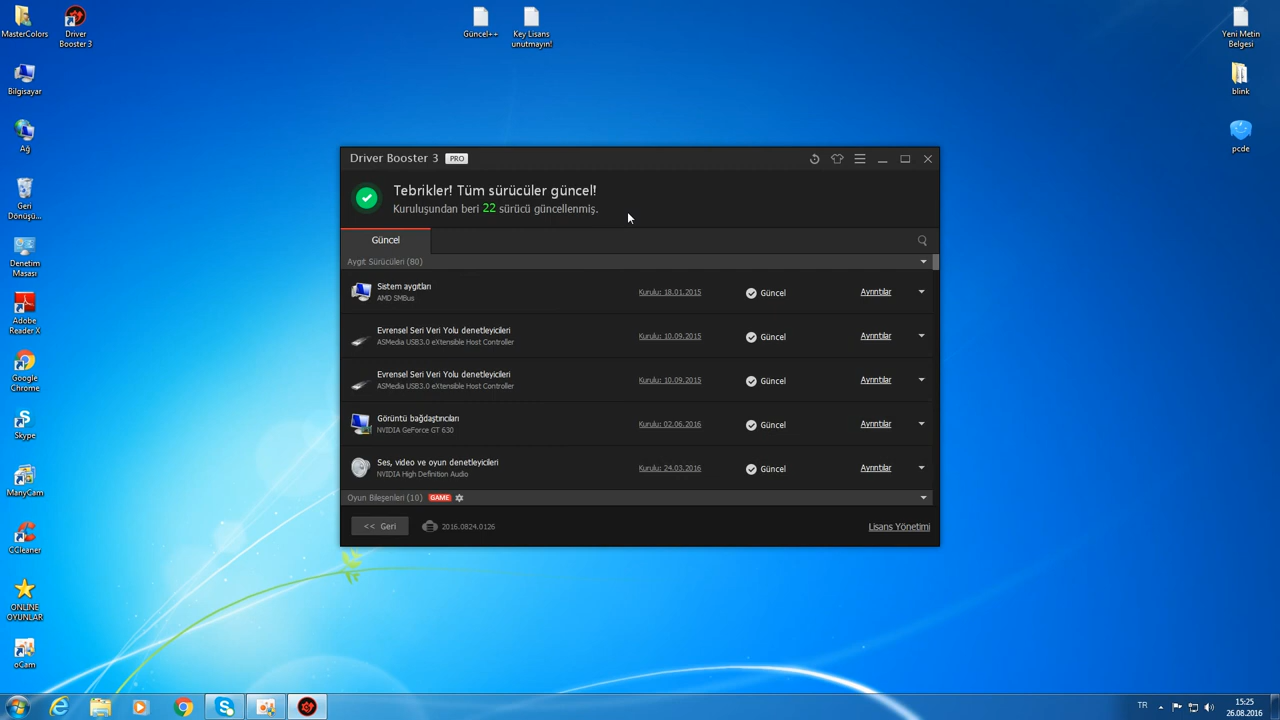 MasterColors
Driver
Booster 3
Bilgisayar
Ağ
Geri
Dönüşü...
Denetim
Masası
Adobe
Reader X
Google
Chrome
Skype
ManyCam
CCleaner
ONLINE
OYUNLAR
oCam
Güncel++
Key Lisans
unutmayın!
Yeni Metin
Belgesi
blink
pcde
Driver Booster 3 PRO
Tebrikler! Tüm sürücüler güncel!
Kuruluşundan beri 22 sürücü güncellenmiş.
Güncel
Aygıt Sürücüleri (80)
Sistem aygıtları
AMD SMBus
Kurulu: 18.01.2015
Güncel
Ayrıntılar
Evrensel Seri Veri Yolu denetleyicileri
ASMedia USB3.0 eXtensible Host Controller
Kurulu: 10.09.2015
Güncel
Ayrıntılar
Evrensel Seri Veri Yolu denetleyicileri
ASMedia USB3.0 eXtensible Host Controller
Kurulu: 10.09.2015
Güncel
Ayrıntılar
Görüntü bağdaştırıcıları
NVIDIA GeForce GT 630
Kurulu: 02.06.2016
Güncel
Ayrıntılar
Ses, video ve oyun denetleyicileri
NVIDIA High Definition Audio
Kurulu: 24.03.2016
Güncel
Ayrıntılar
Oyun Bileşenleri (10) GAME
<< Geri
2016.0824.0126
Lisans Yönetimi
TR
15:25
26.08.2016